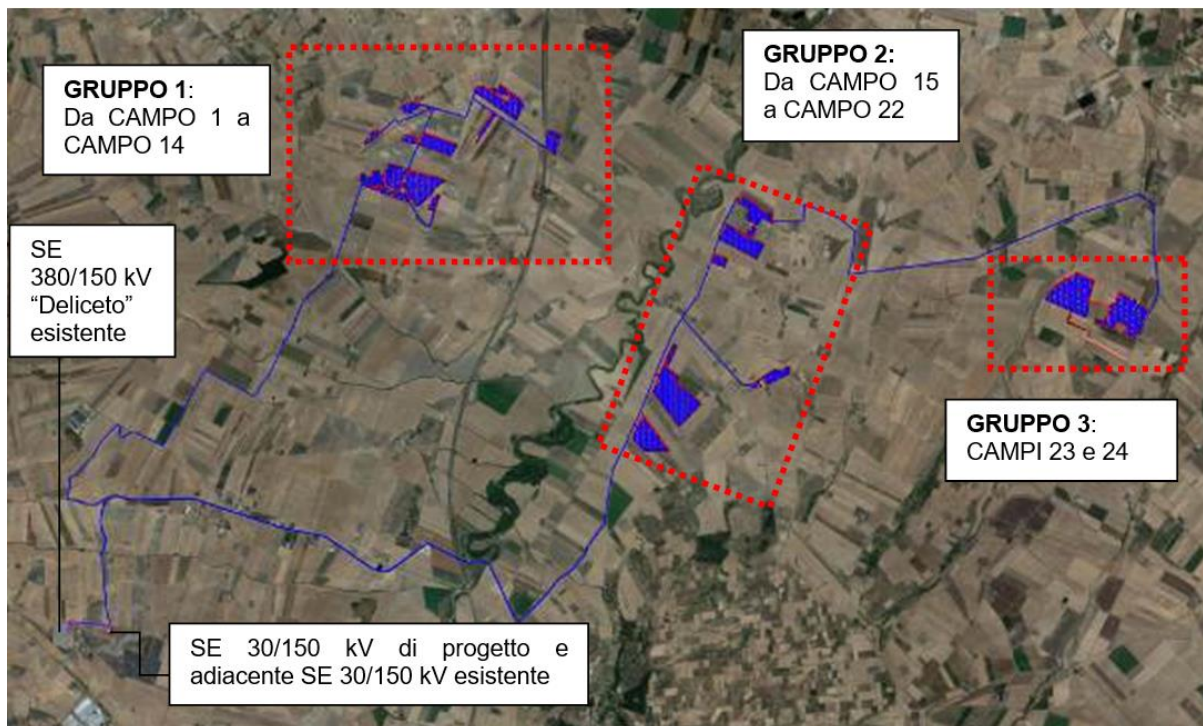 GRUPPO 1:
Da CAMPO 1 a
CAMPO 14
GRUPPO 2:
Da CAMPO 15
a CAMPO 22
SE
380/150 kV
“Deliceto”
esistente
GRUPPO 3:
CAMPI 23 e 24
SE 30/150 kV di progetto e
adiacente SE 30/150 kV esistente